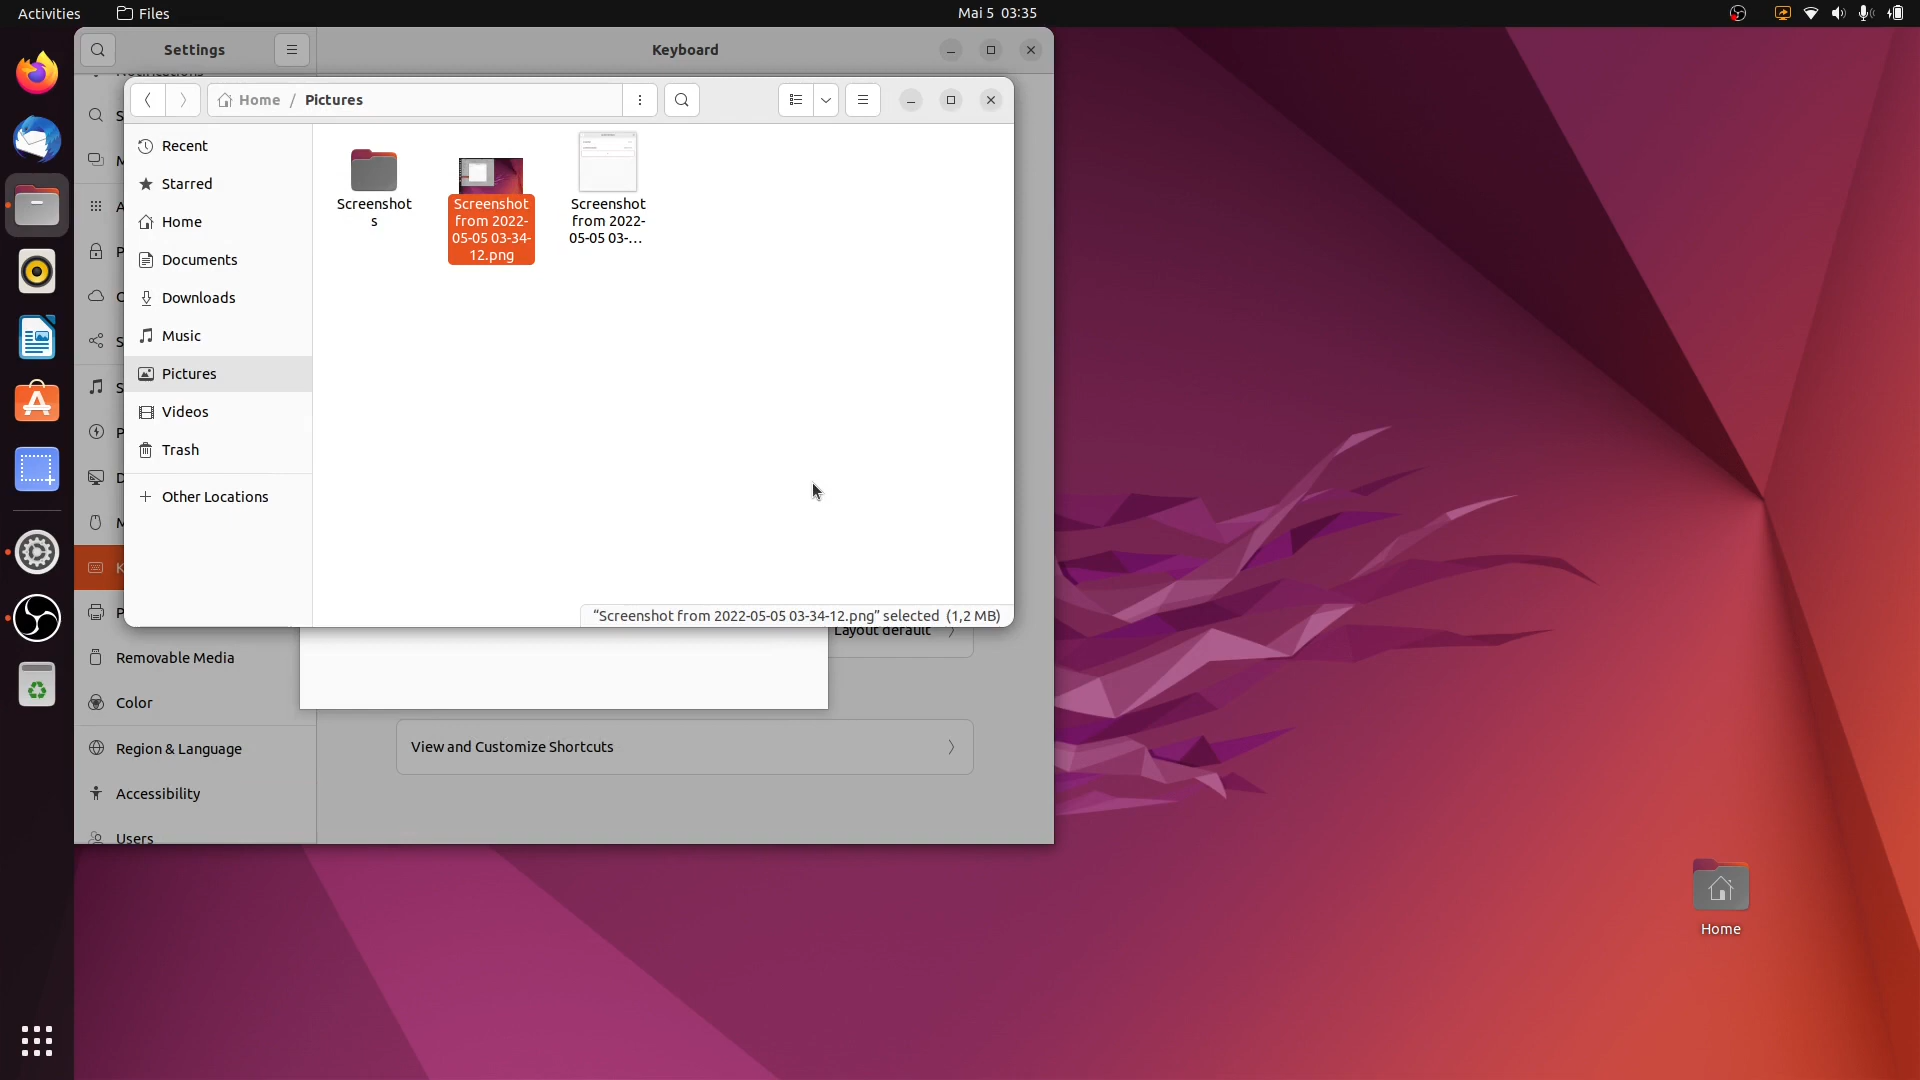 Activities
Files
Mai 5 03:35
Settings
Keyboard
Home / Pictures
Recent
Starred
Home
Documents
Downloads
Music
Pictures
Videos
Trash
Other Locations
Screenshot
s
Screenshot
from 2022-
05-05 03-34-
12.png
Screenshot
from 2022-
05-05 03-...
“Screenshot from 2022-05-05 03-34-12.png” selected (1,2 MB)
Layout default
Removable Media
Color
View and Customize Shortcuts
Region & Language
Accessibility
Users
Home